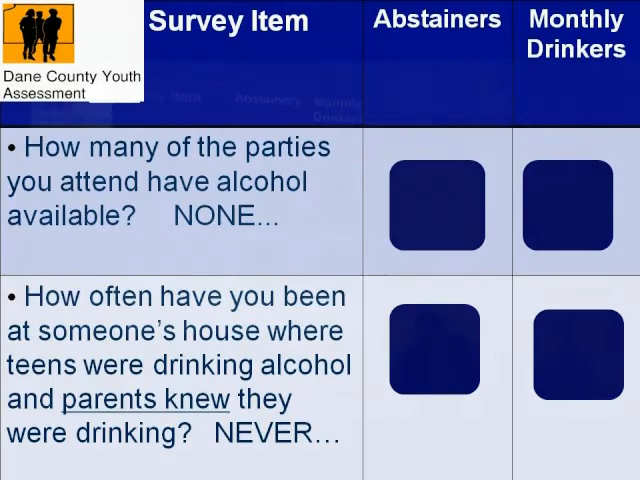 Survey Item
Abstainers
Monthly
Drinkers
Dane County Youth
Assessment
• How many of the parties
you attend have alcohol
available? NONE...
• How often have you been
at someone’s house where
teens were drinking alcohol
and parents knew they
were drinking? NEVER…